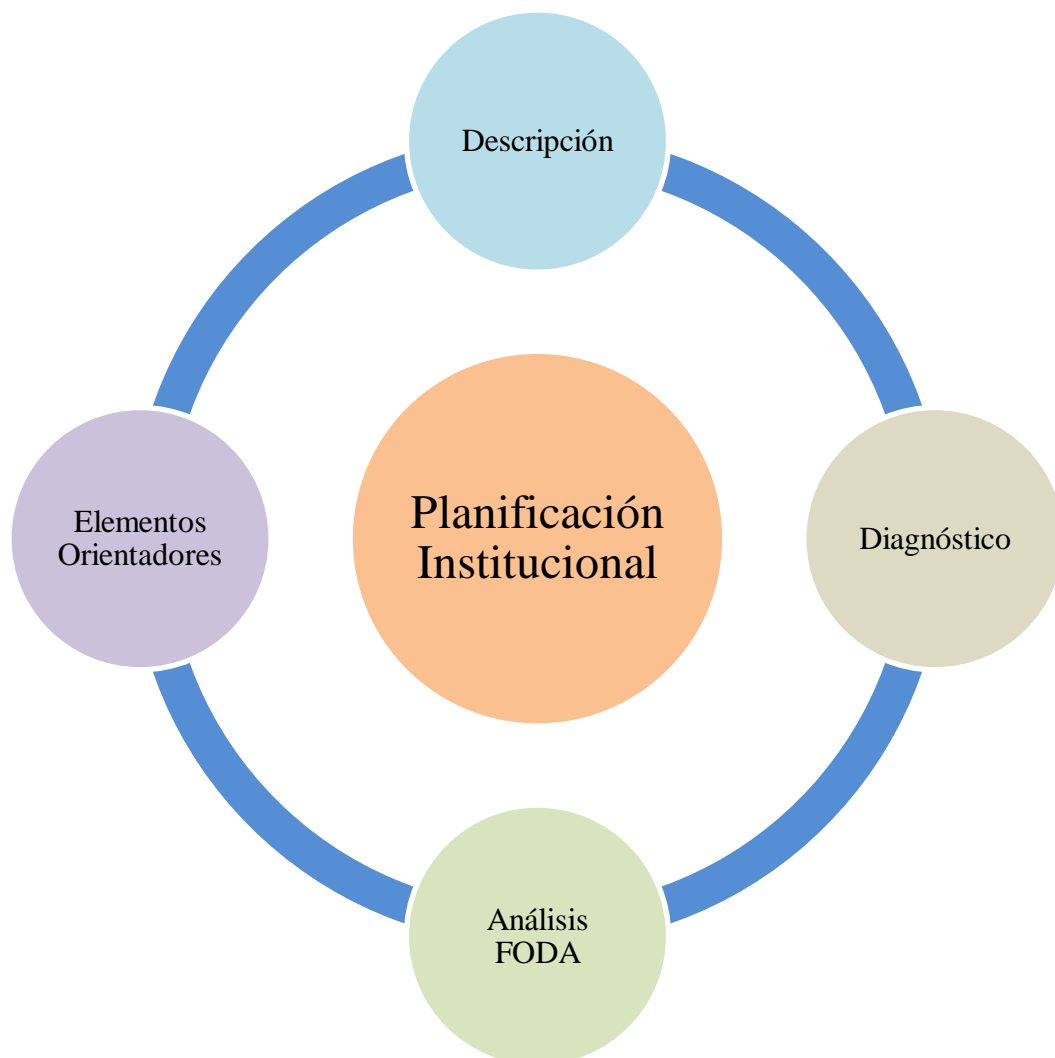 Descripción
Elementos
Orientadores
Planificación
Institucional
Diagnóstico
Análisis
FODA